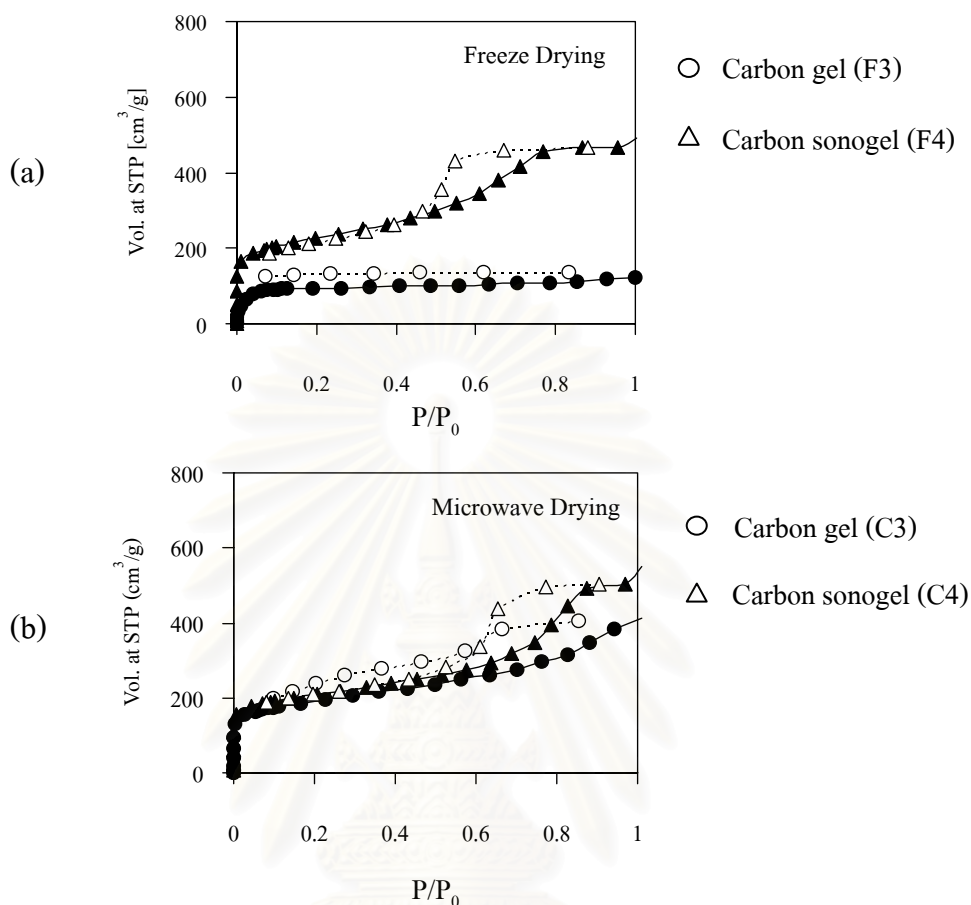 (a)
Vol. at STP [cm³/g]
800
600
400
200
0
Freeze Drying
0 0.2 0.4 0.6 0.8 1
P/P₀
Carbon gel (F3)
Carbon sonogel (F4)
(b)
Vol. at STP (cm³/g)
800
600
400
200
0
Microwave Drying
0 0.2 0.4 0.6 0.8 1
P/P₀
Carbon gel (C3)
Carbon sonogel (C4)